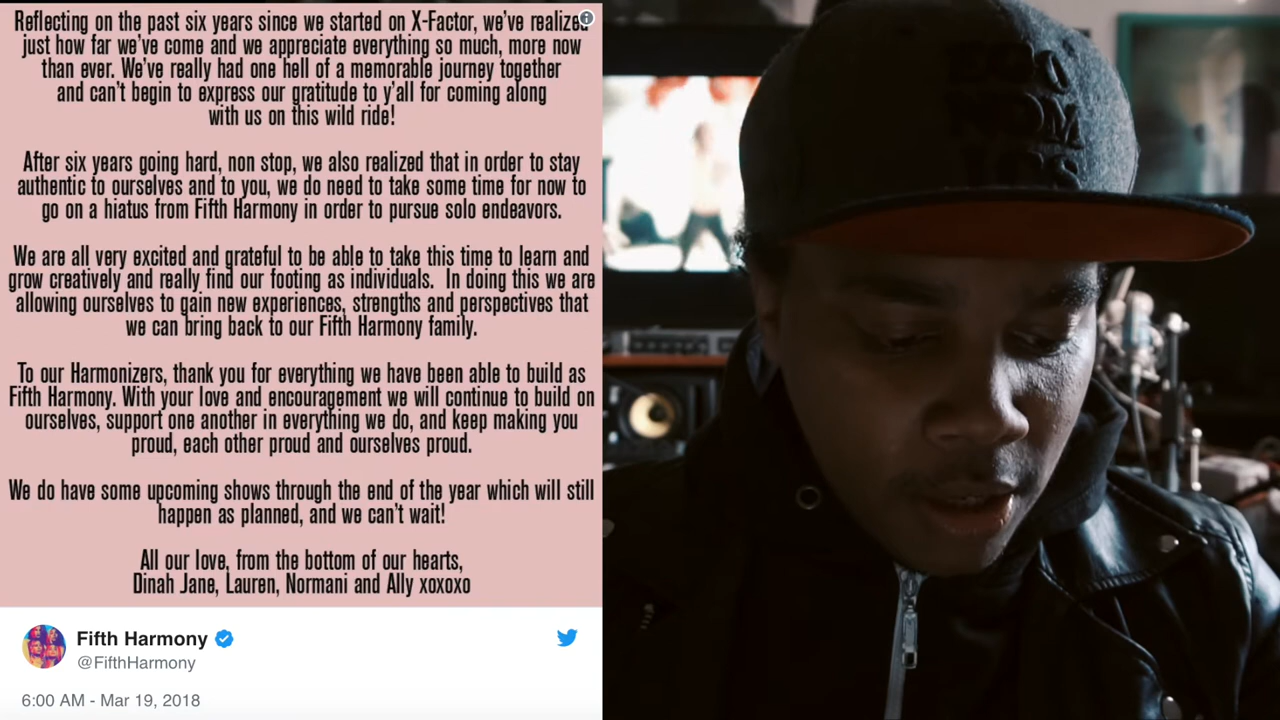 Reflecting on the past six years since we started on X-Factor, we've realized
just how far we've come and we appreciate everything so much, more now
than ever. We've really had one hell of a memorable journey together
and can't begin to express our gratitude to y'all for coming along
with us on this wild ride!
After six years going hard, non stop, we also realized that in order to stay
authentic to ourselves and to you, we do need to take some time for now to
go on a hiatus from Fifth Harmony in order to pursue solo endeavors.
We are all very excited and grateful to be able to take this time to learn and
grow creatively and really find our footing as individuals. In doing this we are
allowing ourselves to gain new experiences, strengths and perspectives that
we can bring back to our Fifth Harmony family.
To our Harmonizers, thank you for everything we have been able to build as
Fifth Harmony. With your love and encouragement we will continue to build on
ourselves, support one another in everything we do, and keep making you
proud, each other proud and ourselves proud.
We do have some upcoming shows through the end of the year which will still
happen as planned, and we can't wait!
All our love, from the bottom of our hearts,
Dinah Jane, Lauren, Normani and Ally xoxoxo
Fifth Harmony
@FifthHarmony
6:00 AM - Mar 19, 2018